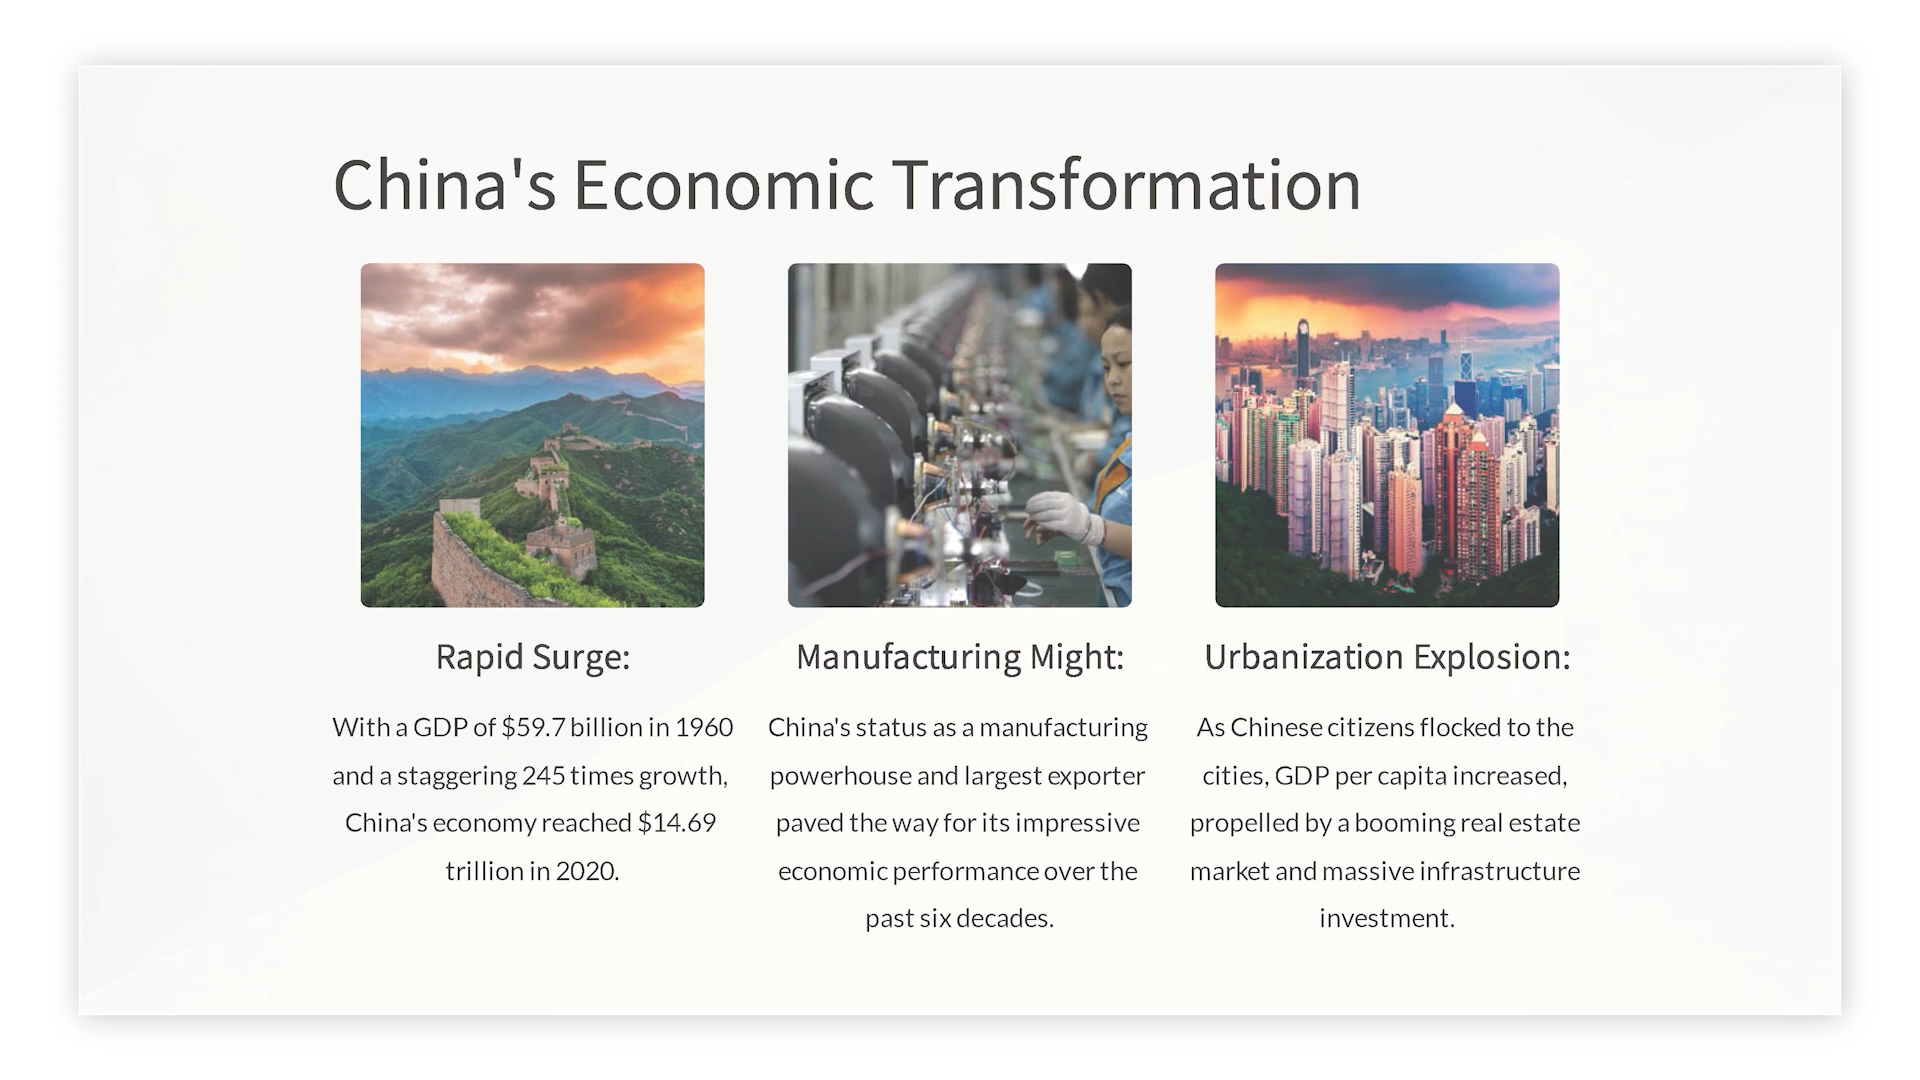 China's Economic Transformation
Rapid Surge:
With a GDP of $59.7 billion in 1960
and a staggering 245 times growth,
China's economy reached $14.69
trillion in 2020.
Manufacturing Might:
China's status as a manufacturing
powerhouse and largest exporter
paved the way for its impressive
economic performance over the
past six decades.
Urbanization Explosion:
As Chinese citizens flocked to the
cities, GDP per capita increased,
propelled by a booming real estate
market and massive infrastructure
investment.